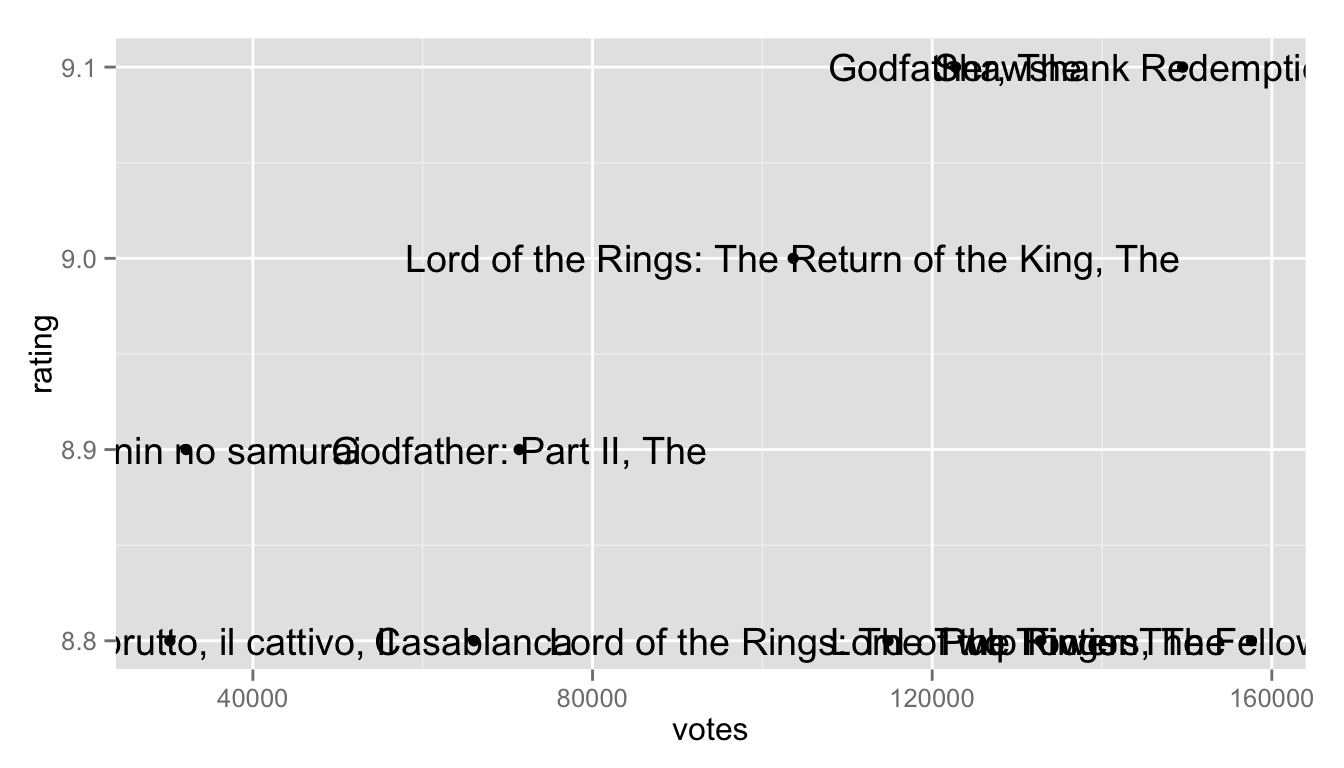 9.1
Godfather, The Shawshank Redemptio
9.0
Lord of the Rings: The Return of the King, The
8.9
nin no samurai Godfather: Part II, The
8.8
brutto, il cattivo, Il Casablanca Lord of the Rings: The Two Towers, The Pulp Fiction Lord of the Rings: The Fellow
40000 80000 120000 160000
rating
votes